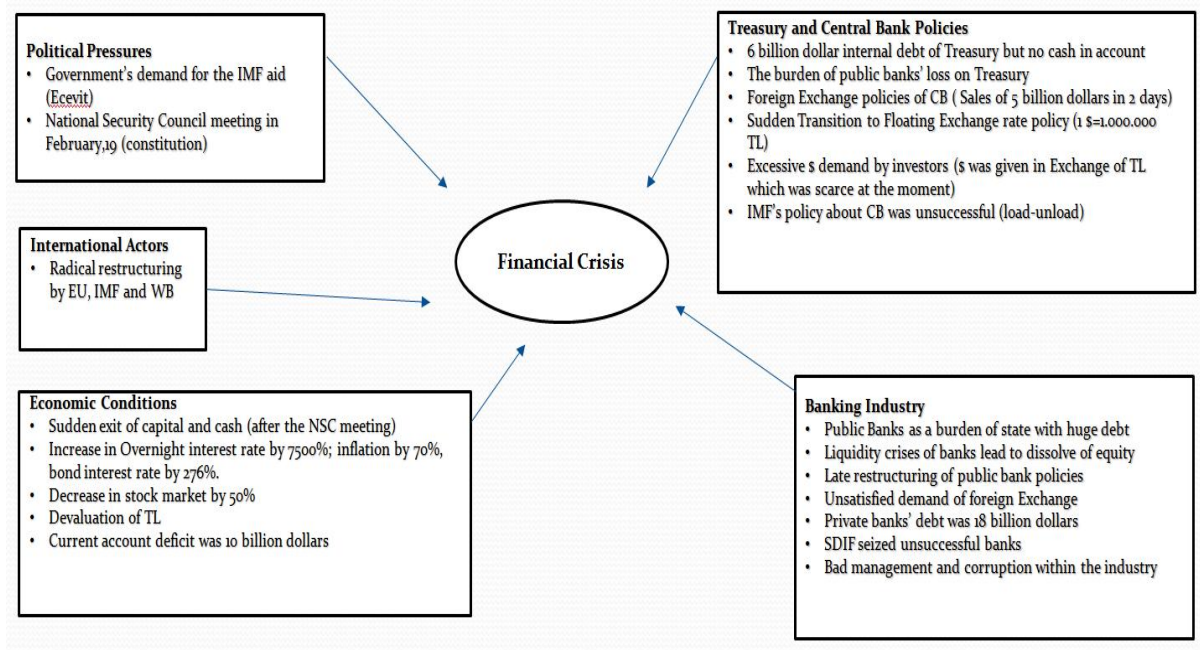 Political Pressures
• Government's demand for the IMF aid
(Ecevit)
• National Security Council meeting in
February,19 (constitution)
Treasury and Central Bank Policies
• 6 billion dollar internal debt of Treasury but no cash in account
• The burden of public banks' loss on Treasury
• Foreign Exchange policies of CB ( Sales of 5 billion dollars in 2 days)
• Sudden Transition to Floating Exchange rate policy (1 $=1.000.000
TL)
• Excessive $ demand by investors ($ was given in Exchange of TL
which was scarce at the moment)
• IMF's policy about CB was unsuccessful (load-unload)
International Actors
• Radical restructuring
by EU, IMF and WB
Financial Crisis
Economic Conditions
• Sudden exit of capital and cash (after the NSC meeting)
• Increase in Overnight interest rate by 7500%; inflation by 70%,
bond interest rate by 276%.
• Decrease in stock market by 50%
• Devaluation of TL
• Current account deficit was 10 billion dollars
Banking Industry
• Public Banks as a burden of state with huge debt
• Liquidity crises of banks lead to dissolve of equity
• Late restructuring of public bank policies
• Unsatisfied demand of foreign Exchange
• Private banks' debt was 18 billion dollars
• SDIF seized unsuccessful banks
• Bad management and corruption within the industry